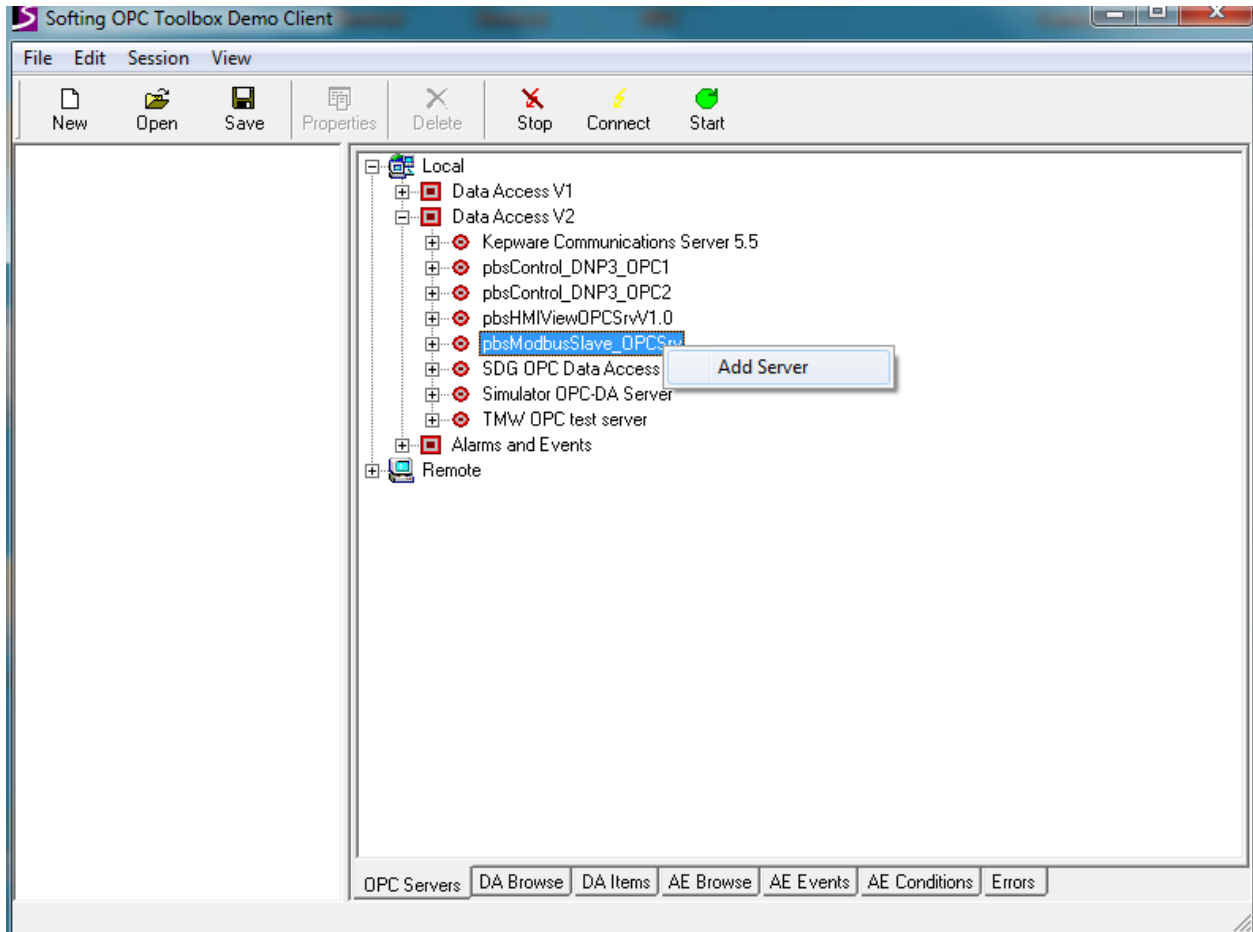 Softing OPC Toolbox Demo Client
File Edit Session View
New Open Save Properties Delete Stop Connect Start
Local
Data Access V1
Data Access V2
Kepware Communications Server 5.5
pbsControl_DNP3_OPC1
pbsControl_DNP3_OPC2
pbsHMIViewOPCSrvV1.0
pbsModbusSlave_OPCSrv
Add Server
SDG OPC Data Access
Simulator OPC-DA Server
TMW OPC test server
Alarms and Events
Remote
OPC Servers DA Browse DA Items AE Browse AE Events AE Conditions Errors